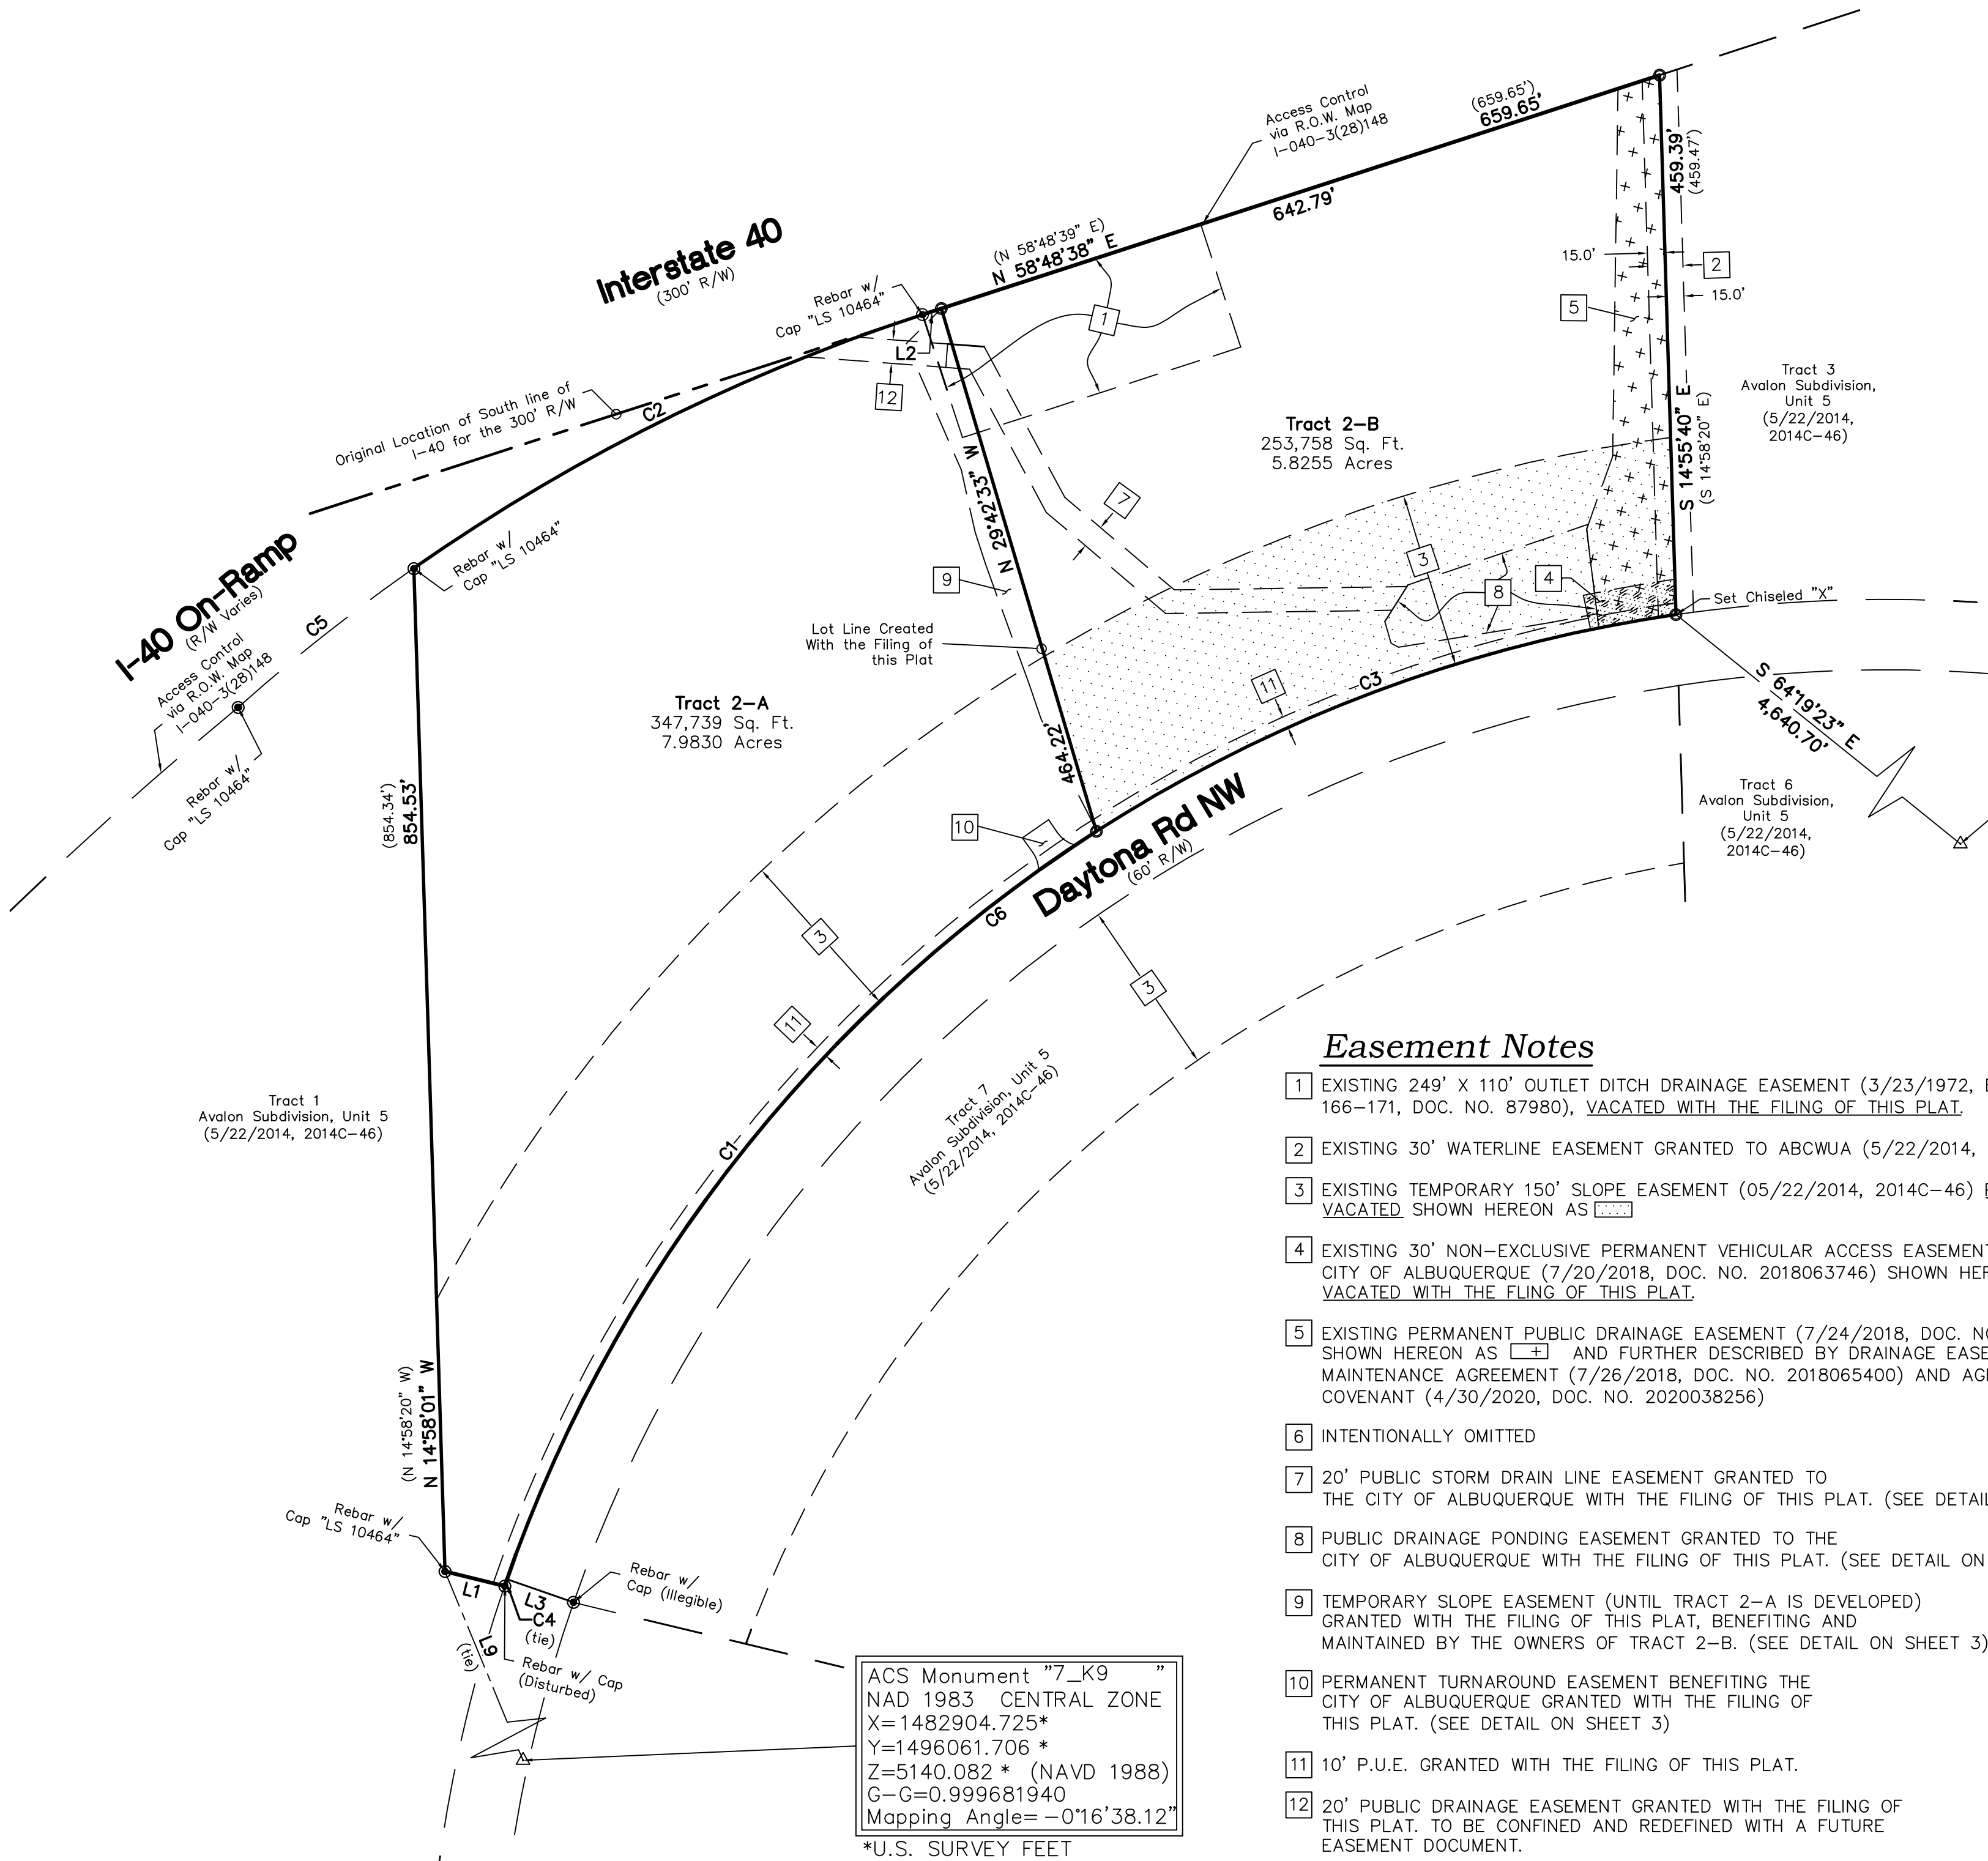 Interstate 40
(300' R/W)
Access Control
via R.O.W. Map
I-040-3(28)148
(659.65')
659.65'
642.79'
(N 58°48'39" E)
N 58°48'38" E
Rebar w/
Cap "LS 10464"
L2
12
1
459.39'
(459.47')
15.0'
2
15.0'
5
S 14°55'40" E
(S 14°58'20" E)
Tract 3
Avalon Subdivision,
Unit 5
(5/22/2014,
2014C-46)
Original Location of South line of
I-40 for the 300' R/W
C2
Tract 2-B
253,758 Sq. Ft.
5.8255 Acres
N 29°42'33" W
464.22'
7
3
8
4
9
Set Chiseled "X"
I-40 On-Ramp
(R/W Varies)
Access Control
via R.O.W. Map
I-040-3(28)148
C5
Rebar w/
Cap "LS 10464"
Rebar w/
Cap "LS 10464"
Lot Line Created
With the Filing of
this Plat
Tract 2-A
347,739 Sq. Ft.
7.9830 Acres
11
C3
S 64°19'23" E
4,640.70'
Tract 6
Avalon Subdivision,
Unit 5
(5/22/2014,
2014C-46)
(854.34')
854.53'
10
Daytona Rd NW
(60' R/W)
C6
3
3
11
C1
Tract 7
Avalon Subdivision, Unit 5
(5/22/2014, 2014C-46)
Tract 1
Avalon Subdivision, Unit 5
(5/22/2014, 2014C-46)
(N 14°58'20" W)
N 14°58'01" W
Rebar w/
Cap "LS 10464"
L1
L3
C4
(tie)
Rebar w/
Cap (Illegible)
L9
(tie)
Rebar w/ Cap
(Disturbed)
ACS Monument "7_K9 "
NAD 1983 CENTRAL ZONE
X=1482904.725*
Y=1496061.706 *
Z=5140.082 * (NAVD 1988)
G-G=0.999681940
Mapping Angle= -0°16'38.12"
*U.S. SURVEY FEET
Easement Notes
1 EXISTING 249' X 110' OUTLET DITCH DRAINAGE EASEMENT (3/23/1972,
166-171, DOC. NO. 87980), VACATED WITH THE FILING OF THIS PLAT.
2 EXISTING 30' WATERLINE EASEMENT GRANTED TO ABCWUA (5/22/2014,
3 EXISTING TEMPORARY 150' SLOPE EASEMENT (05/22/2014, 2014C-46)
VACATED SHOWN HEREON AS
4 EXISTING 30' NON-EXCLUSIVE PERMANENT VEHICULAR ACCESS EASEMENT
CITY OF ALBUQUERQUE (7/20/2018, DOC. NO. 2018063746) SHOWN
VACATED WITH THE FLING OF THIS PLAT.
5 EXISTING PERMANENT PUBLIC DRAINAGE EASEMENT (7/24/2018, DOC.
SHOWN HEREON AS + AND FURTHER DESCRIBED BY DRAINAGE
MAINTENANCE AGREEMENT (7/26/2018, DOC. NO. 2018065400) AND
COVENANT (4/30/2020, DOC. NO. 2020038256)
6 INTENTIONALLY OMITTED
7 20' PUBLIC STORM DRAIN LINE EASEMENT GRANTED TO
THE CITY OF ALBUQUERQUE WITH THE FILING OF THIS PLAT. (SEE DETAIL
8 PUBLIC DRAINAGE PONDING EASEMENT GRANTED TO THE
CITY OF ALBUQUERQUE WITH THE FILING OF THIS PLAT. (SEE DETAIL ON
9 TEMPORARY SLOPE EASEMENT (UNTIL TRACT 2-A IS DEVELOPED)
GRANTED WITH THE FILING OF THIS PLAT, BENEFITING AND
MAINTAINED BY THE OWNERS OF TRACT 2-B. (SEE DETAIL ON SHEET 3)
10 PERMANENT TURNAROUND EASEMENT BENEFITING THE
CITY OF ALBUQUERQUE GRANTED WITH THE FILING OF
THIS PLAT. (SEE DETAIL ON SHEET 3)
11 10' P.U.E. GRANTED WITH THE FILING OF THIS PLAT.
12 20' PUBLIC DRAINAGE EASEMENT GRANTED WITH THE FILING OF
THIS PLAT. TO BE CONFINED AND REDEFINED WITH A FUTURE
EASEMENT DOCUMENT.